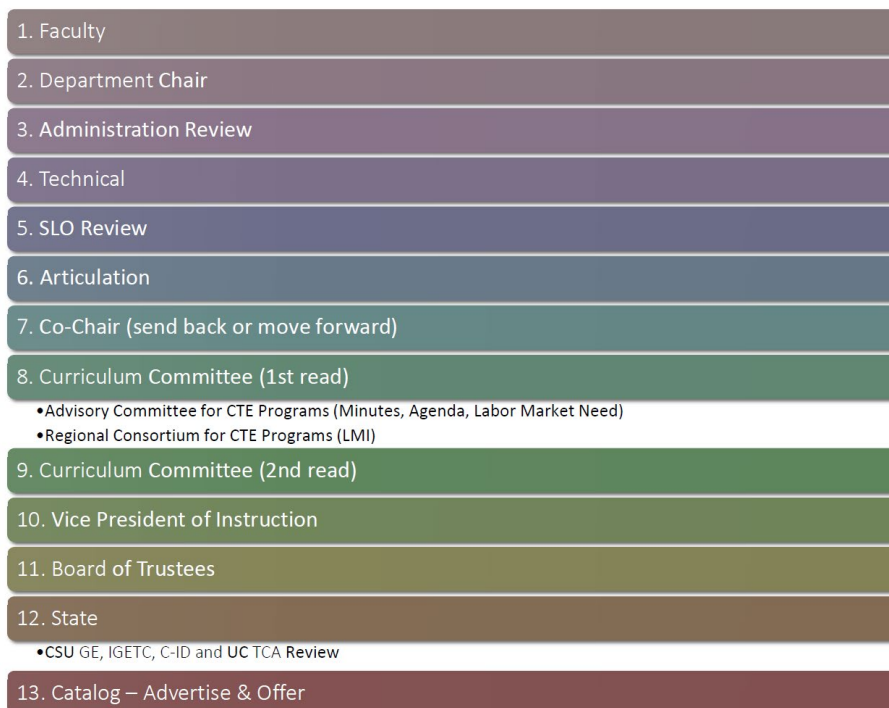 1. Faculty
2. Department Chair
3. Administration Review
4. Technical
5. SLO Review
6. Articulation
7. Co-Chair (send back or move forward)
8. Curriculum Committee (1st read)
•Advisory Committee for CTE Programs (Minutes, Agenda, Labor Market Need)
•Regional Consortium for CTE Programs (LMI)
9. Curriculum Committee (2nd read)
10. Vice President of Instruction
11. Board of Trustees
12. State
•CSU GE, IGETC, C-ID and UC TCA Review
13. Catalog – Advertise & Offer